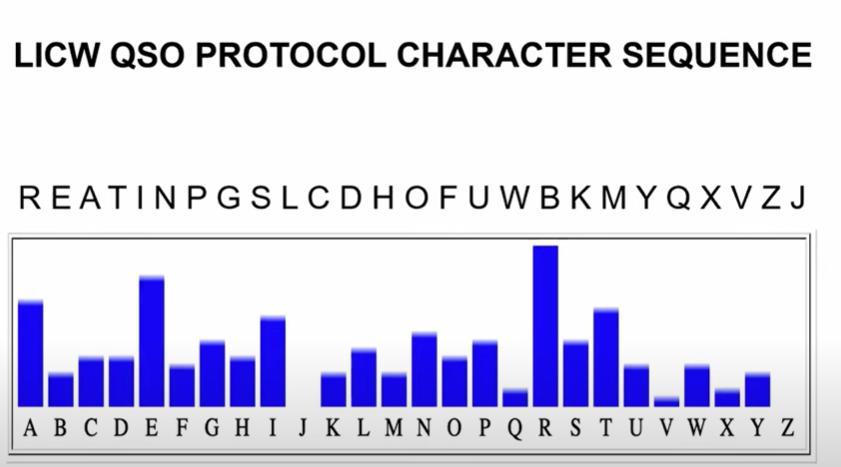 LICW QSO PROTOCOL CHARACTER SEQUENCE
R E A T I N P G S L C D H O F U W B K M Y Q X V Z J
A B C D E F G H I J K L M N O P Q R S T U V W X Y Z